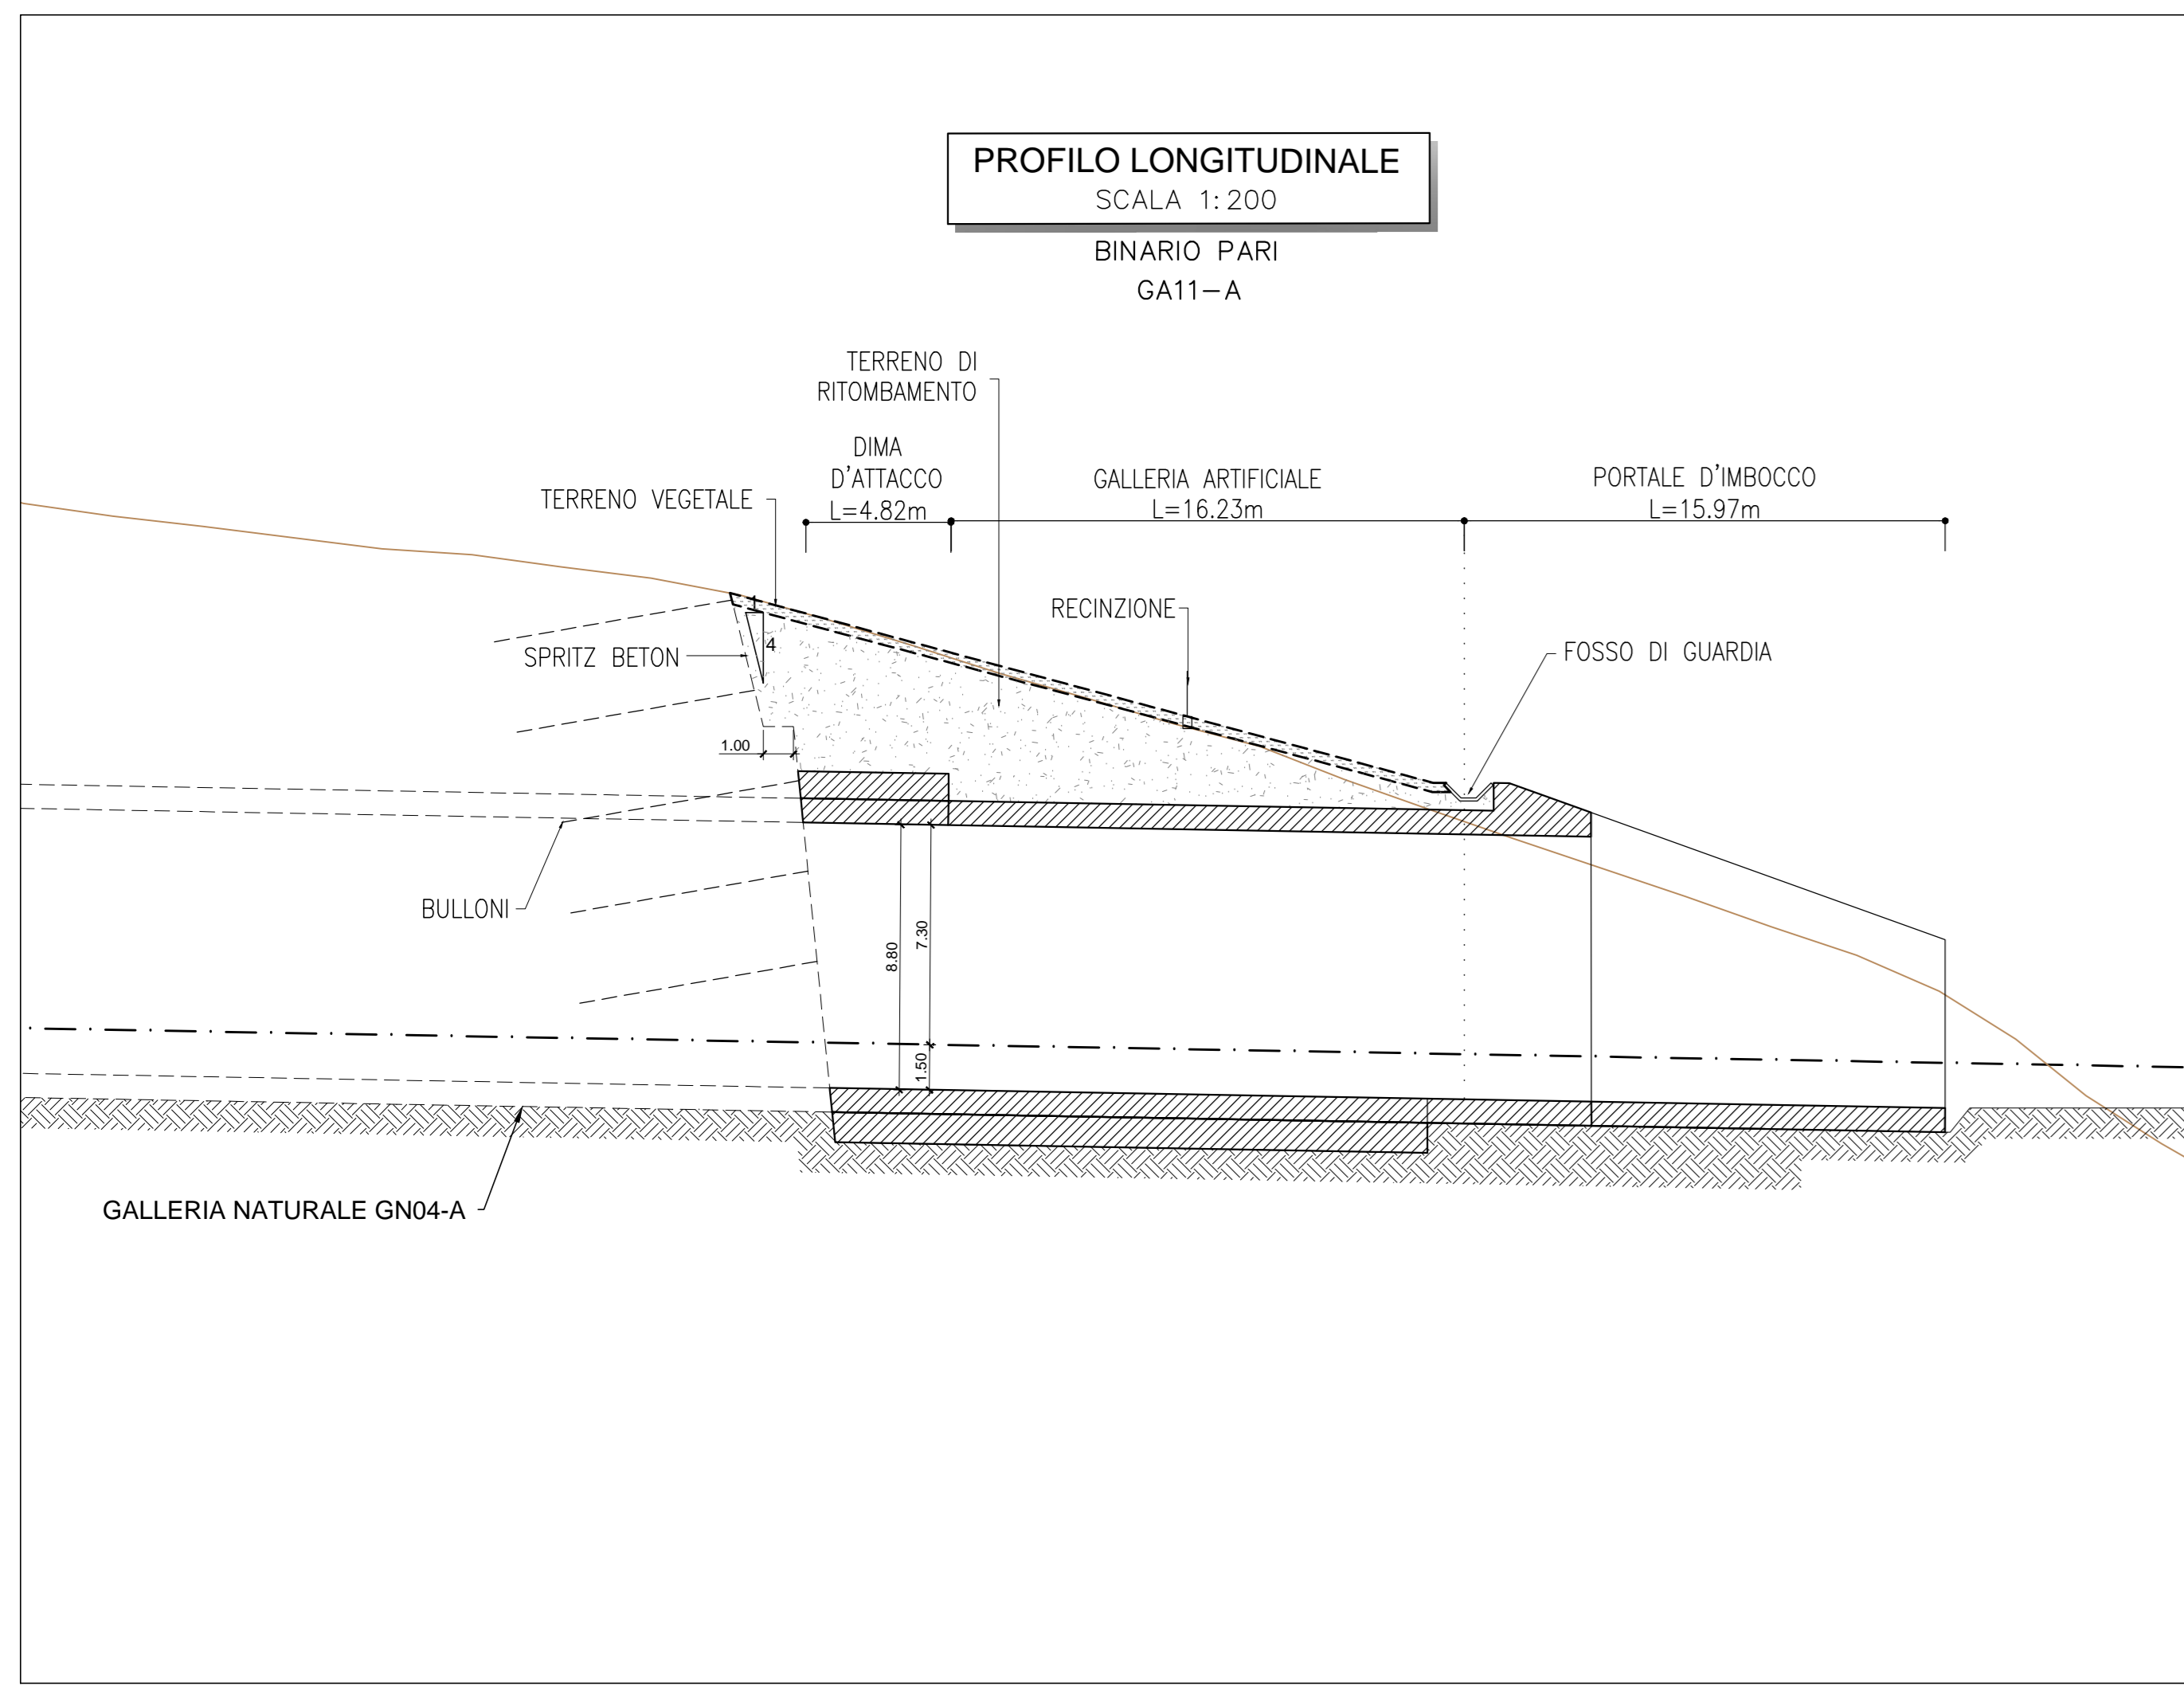 PROFILO LONGITUDINALE
SCALA 1:200
BINARIO PARI
GA11-A
TERRENO DI
RITOMBAMENTO
DIMA
D'ATTACCO
L=4.82m
GALLERIA ARTIFICIALE
L=16.23m
PORTALE D'IMBOCCO
L=15.97m
TERRENO VEGETALE
RECINZIONE
SPRITZ BETON
4
FOSSO DI GUARDIA
1.00
BULLONI
8.80
7.30
1.50
GALLERIA NATURALE GN04-A